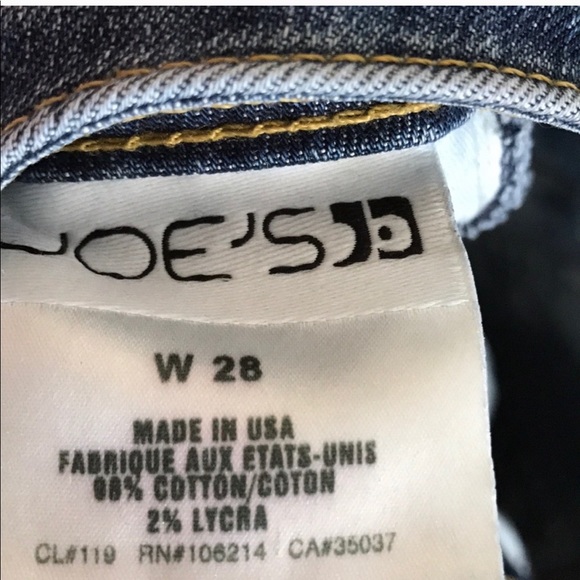 JOE'S
W 28
MADE IN USA
FABRIQUE AUX ETATS-UNIS
98% COTTON/COTON
2% LYCRA
CL#119 RN#106214 CA#35037